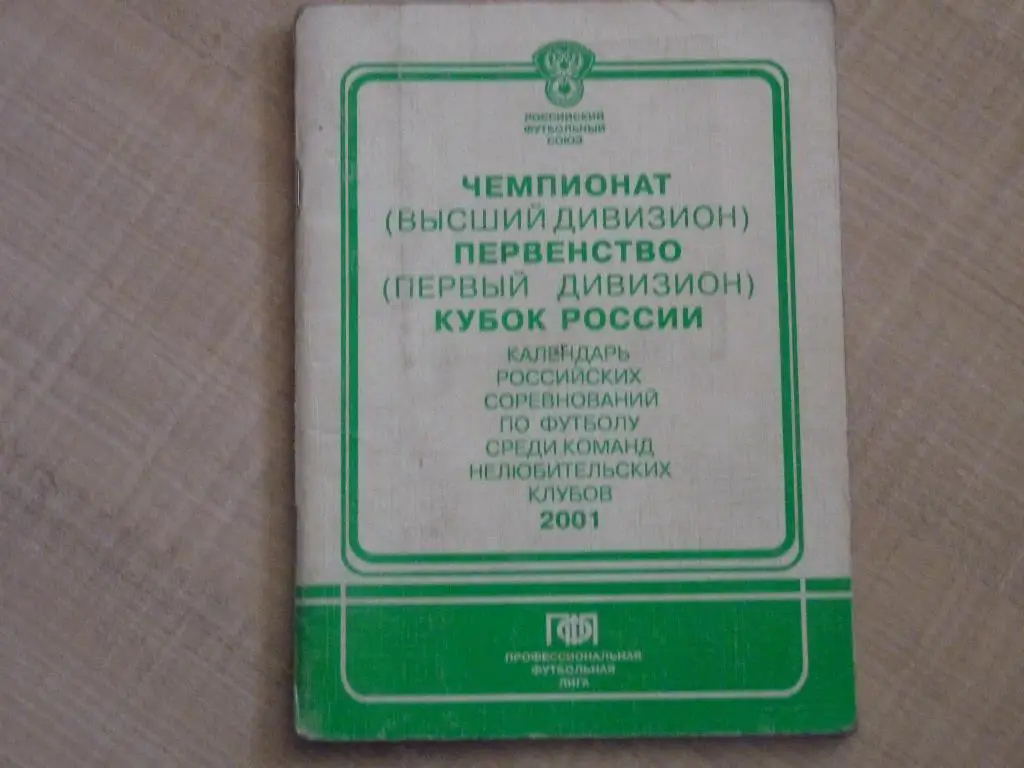 РОССИЙСКИЙ
ФУТБОЛЬНЫЙ
СОЮЗ
ЧЕМПИОНАТ
(ВЫСШИЙ ДИВИЗИОН)
ПЕРВЕНСТВО
(ПЕРВЫЙ ДИВИЗИОН)
КУБОК РОССИИ
КАЛЕНДАРЬ
РОССИЙСКИХ
СОРЕВНОВАНИЙ
ПО ФУТБОЛУ
СРЕДИ КОМАНД
НЕЛЮБИТЕЛЬСКИХ
КЛУБОВ
2001
ПФЛ
ПРОФЕССИОНАЛЬНАЯ
ФУТБОЛЬНАЯ
ЛИГА